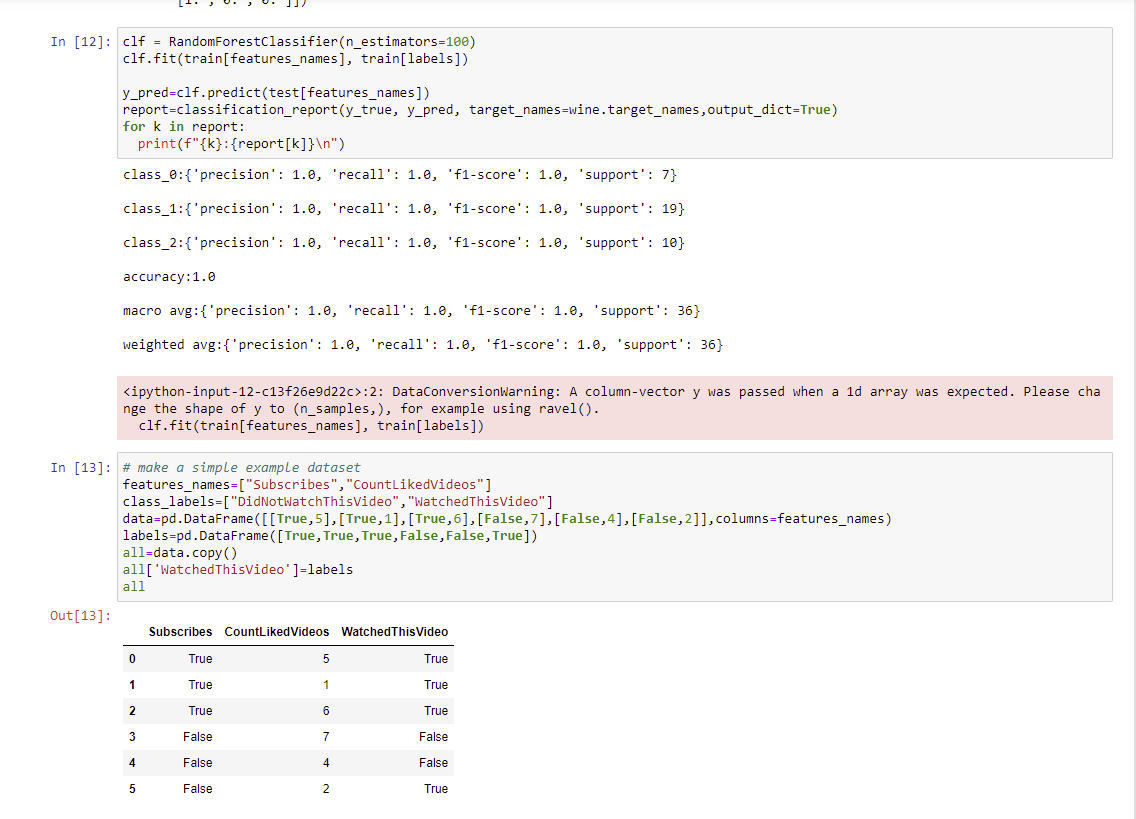 [1. , 0. , 0. ]])
In [12]: clf = RandomForestClassifier(n_estimators=100)
clf.fit(train[features_names], train[labels])
y_pred=clf.predict(test[features_names])
report=classification_report(y_true, y_pred, target_names=wine.target_names,output_dict=True)
for k in report:
  print(f"{k}:{report[k]}\n")
class_0:{'precision': 1.0, 'recall': 1.0, 'f1-score': 1.0, 'support': 7}
class_1:{'precision': 1.0, 'recall': 1.0, 'f1-score': 1.0, 'support': 19}
class_2:{'precision': 1.0, 'recall': 1.0, 'f1-score': 1.0, 'support': 10}
accuracy:1.0
macro avg:{'precision': 1.0, 'recall': 1.0, 'f1-score': 1.0, 'support': 36}
weighted avg:{'precision': 1.0, 'recall': 1.0, 'f1-score': 1.0, 'support': 36}
<ipython-input-12-c13f26e9d22c>:2: DataConversionWarning: A column-vector y was passed when a 1d array was expected. Please cha
nge the shape of y to (n_samples,), for example using ravel().
  clf.fit(train[features_names], train[labels])
In [13]: # make a simple example dataset
features_names=["Subscribes","CountLikedVideos"]
class_labels=["DidNotWatchThisVideo","WatchedThisVideo"]
data=pd.DataFrame([[True,5],[True,1],[True,6],[False,7],[False,4],[False,2]],columns=features_names)
labels=pd.DataFrame([True,True,True,False,False,True])
all=data.copy()
all['WatchedThisVideo']=labels
all
Out[13]:
Subscribes CountLikedVideos WatchedThisVideo
0 True 5 True
1 True 1 True
2 True 6 True
3 False 7 False
4 False 4 False
5 False 2 True